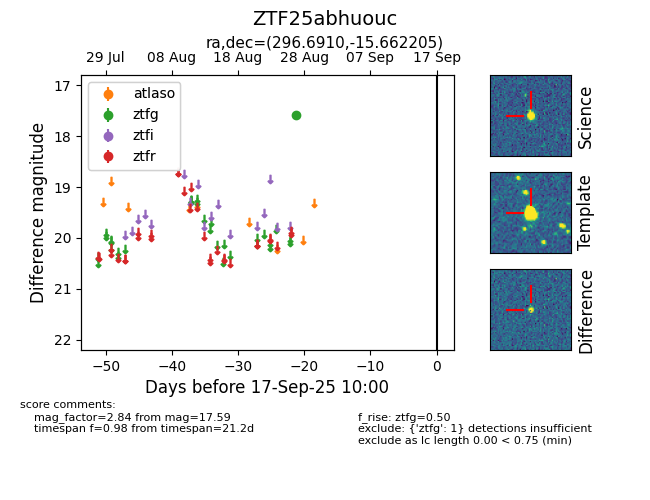 ZTF25abhuouc
ra,dec=(296.6910,-15.662205)
29 Jul 08 Aug 18 Aug 28 Aug 07 Sep 17 Sep
17
18
19
20
21
22
Difference magnitude
atlaso
ztfg
ztfi
ztfr
−50 −40 −30 −20 −10 0
Days before 17-Sep-25 10:00
Science
Template
Difference
score comments:
mag_factor=2.84 from mag=17.59
timespan f=0.98 from timespan=21.2d
f_rise: ztfg=0.50
exclude: {'ztfg': 1} detections insufficient
exclude as lc length 0.00 < 0.75 (min)